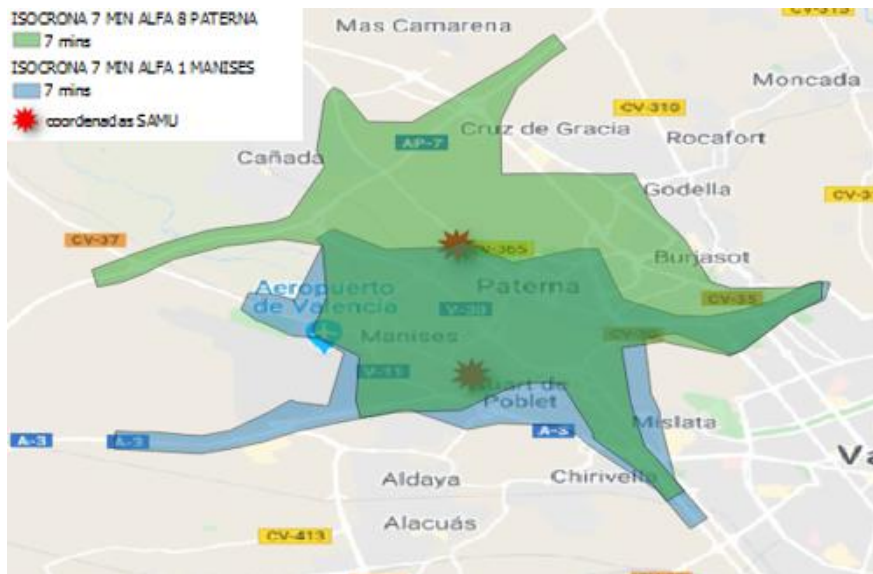 ISOCRONA 7 MIN ALFA 8 PATERNA
7 mins
ISOCRONA 7 MIN ALFA 1 MANISES
7 mins
coordenadas SAMU
Mas Camarena
Moncada
CV-310
Cruz de Gracia
Rocafort
AP-7
Cañada
Godella
CV-37
CV-365
Burjasot
Aeropuerto
de Valencia
Paterna
CV-35
V-30
Manises
V-11
Quart de
Poblet
Mislata
A-3
A-3
A-3
Aldaya
Chirivella
Alacuás
CV-413